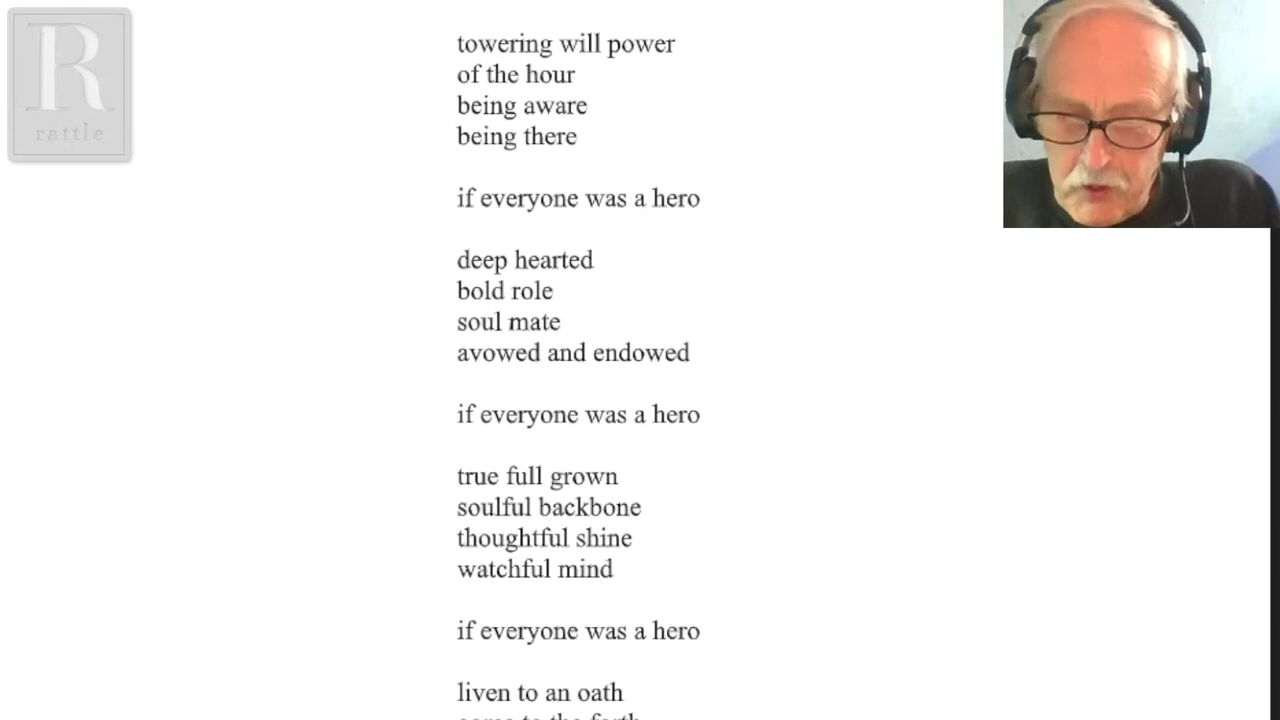 R
rattle
towering will power
of the hour
being aware
being there
if everyone was a hero
deep hearted
bold role
soul mate
avowed and endowed
if everyone was a hero
true full grown
soulful backbone
thoughtful shine
watchful mind
if everyone was a hero
liven to an oath